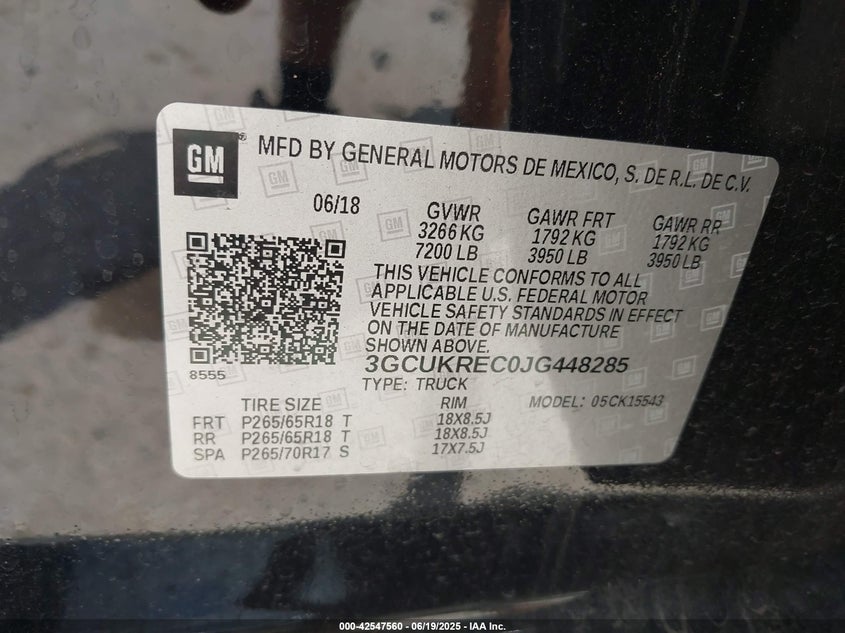 GM
MFD BY GENERAL MOTORS DE MEXICO, S. DE R.L. DE C.V.
06/18 GVWR GAWR FRT GAWR RR
3266 KG 1792 KG 1792 KG
7200 LB 3950 LB 3950 LB
THIS VEHICLE CONFORMS TO ALL
APPLICABLE U.S. FEDERAL MOTOR
VEHICLE SAFETY STANDARDS IN EFFECT
ON THE DATE OF MANUFACTURE
SHOWN ABOVE.
3GCUKREC0JG448285
8555
TYPE: TRUCK MODEL: 05CK15543
TIRE SIZE RIM
FRT P265/65R18 T 18X8.5J
RR P265/65R18 T 18X8.5J
SPA P265/70R17 S 17X7.5J
000-42547560 - 06/19/2025 - IAA Inc.